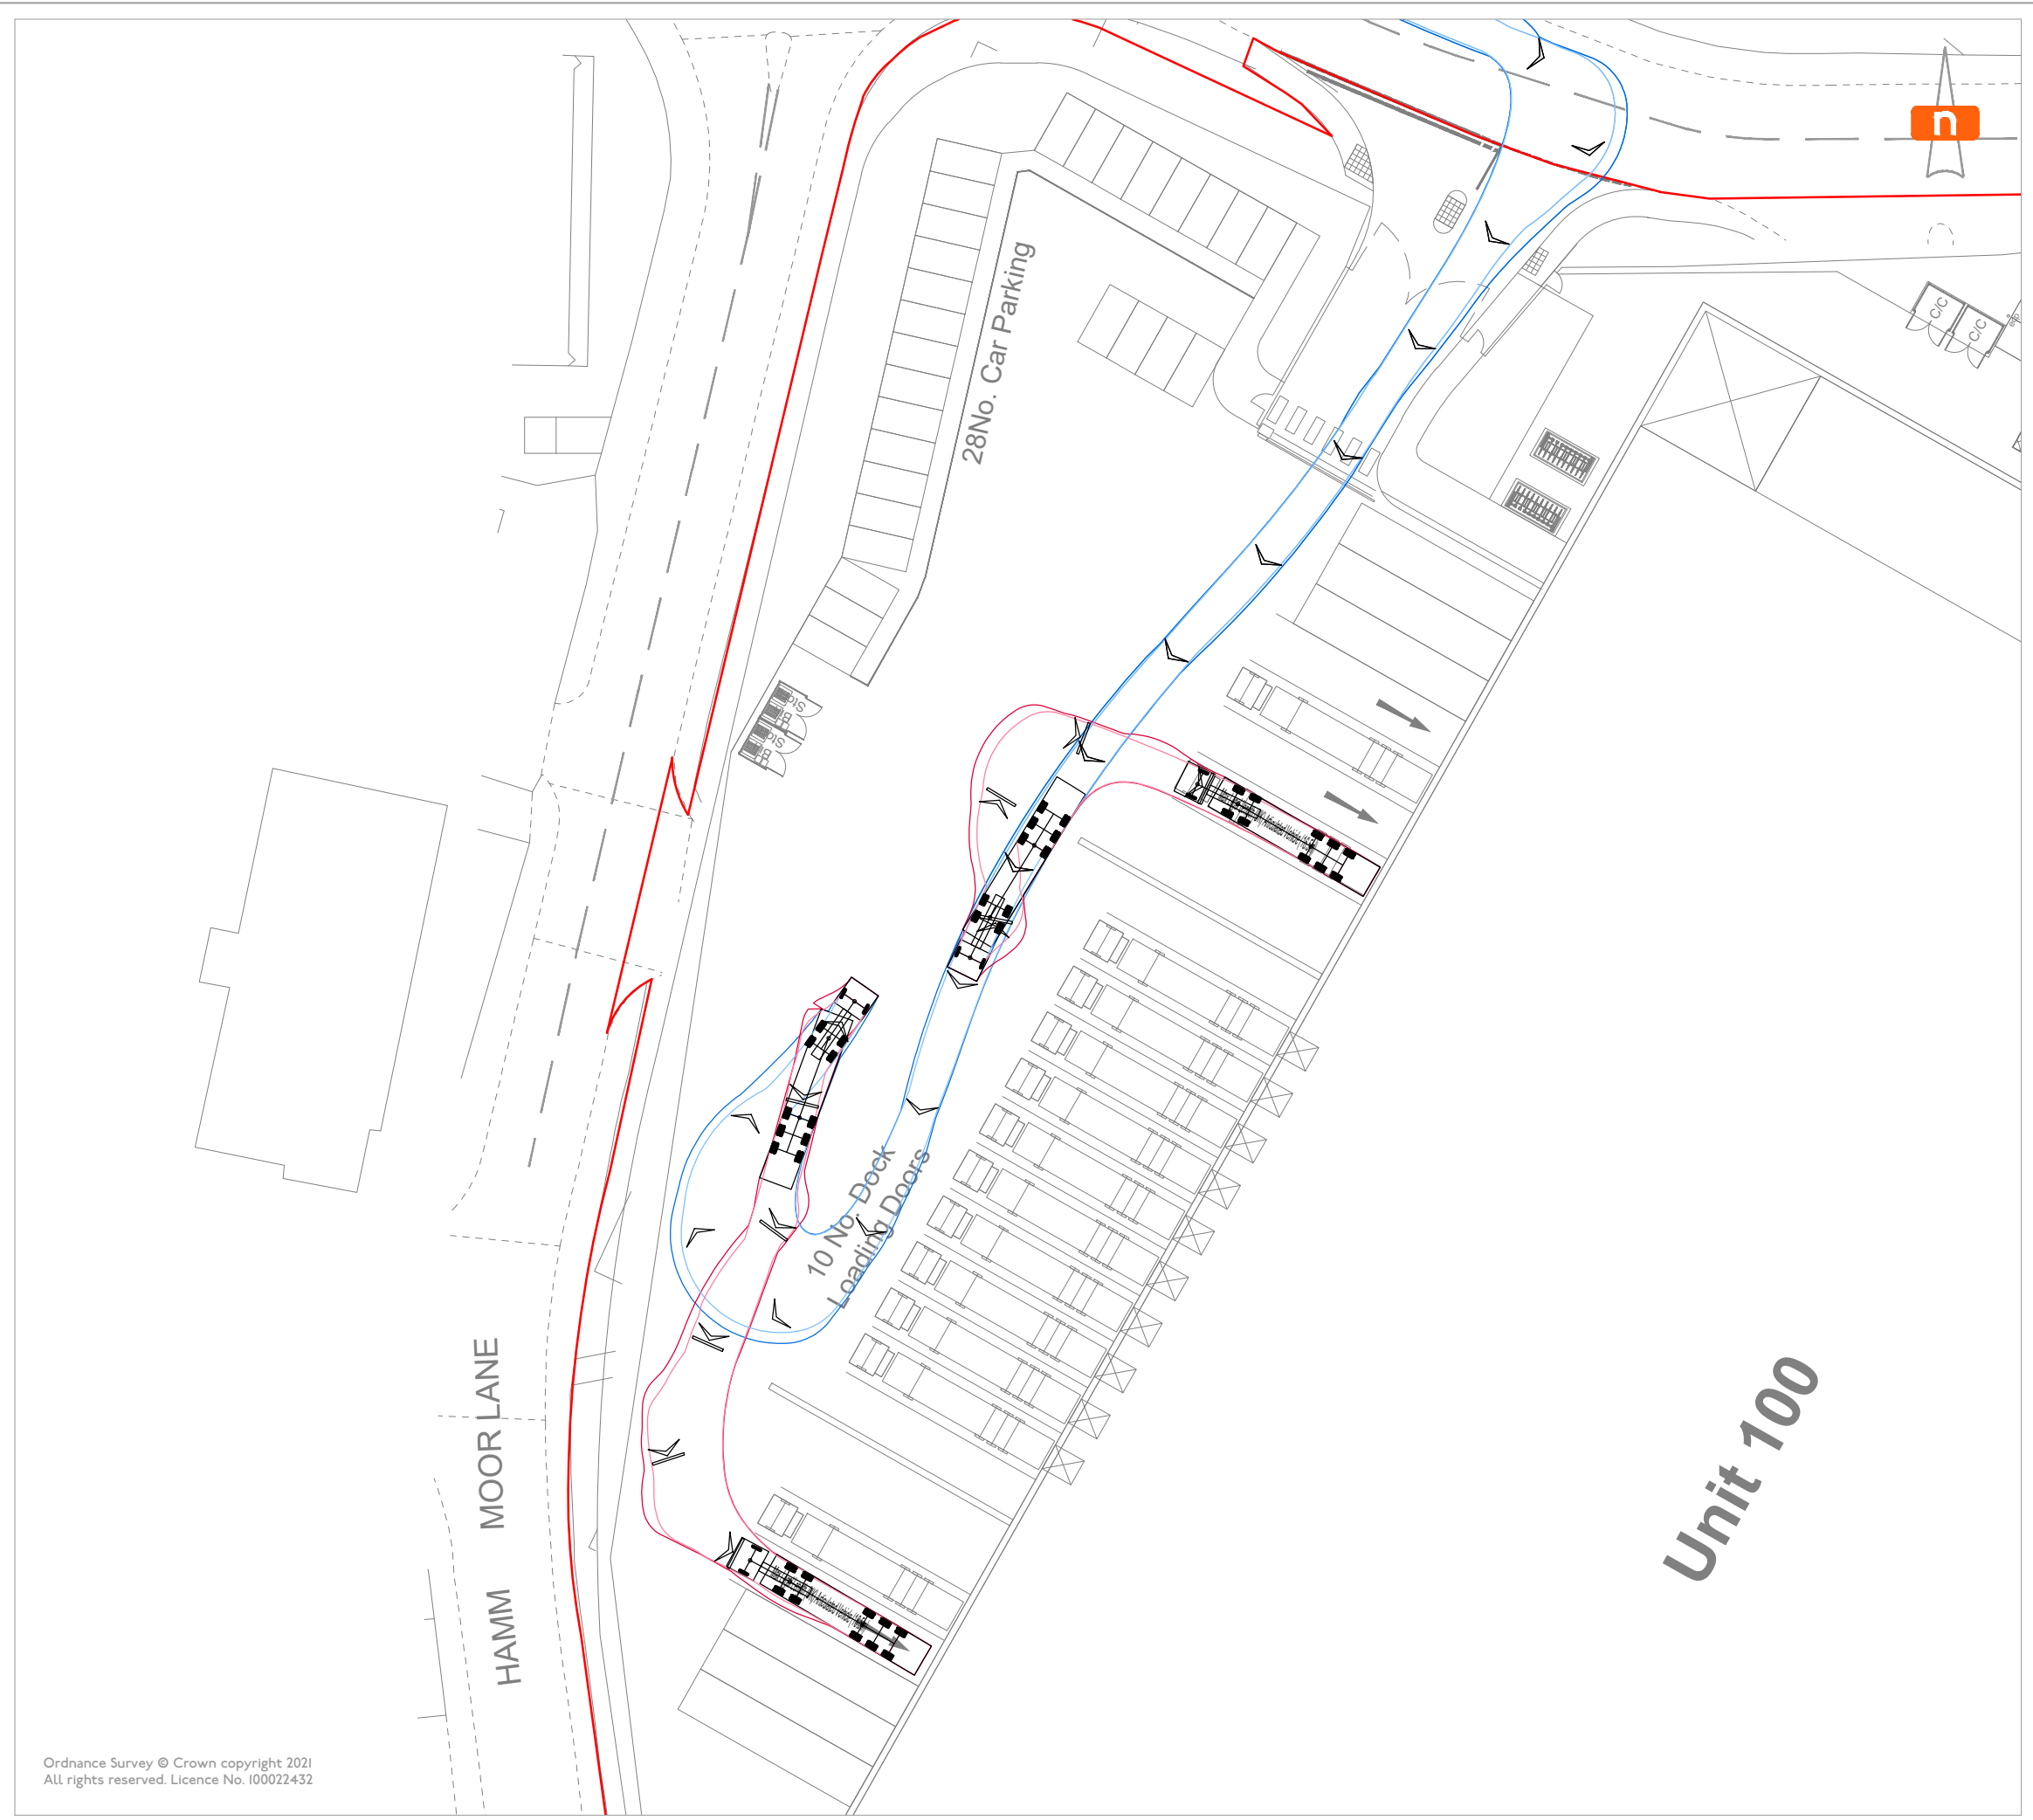 n
28No. Car Parking
C/C
C/C
10 No. Dock
Loading Doors
Unit 100
HAMM MOOR LANE
Ordnance Survey © Crown copyright 2021
All rights reserved. Licence No. 100022432